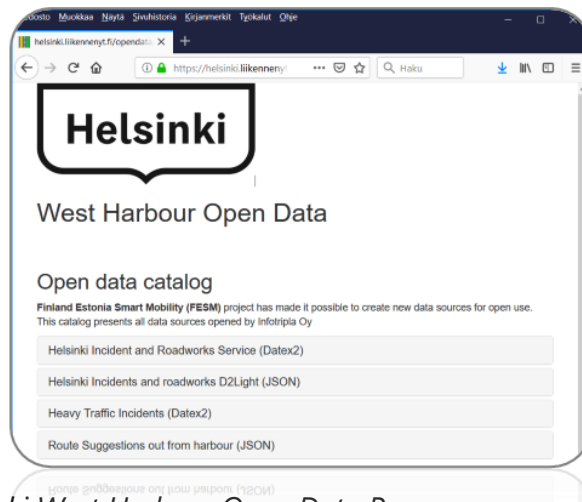 Muokkaa Näytä Sivuhistoria Kirjanmerkit Työkalut Ohje
helsinki.liikennenyt.fi/opendata
https://helsinki.liikenneny
Haku
Helsinki
West Harbour Open Data
Open data catalog
Finland Estonia Smart Mobility (FESM) project has made it possible to create new data sources for open use.
This catalog presents all data sources opened by Infotripla Oy
Helsinki Incident and Roadworks Service (Datex2)
Helsinki Incidents and roadworks D2Light (JSON)
Heavy Traffic Incidents (Datex2)
Route Suggestions out from harbour (JSON)